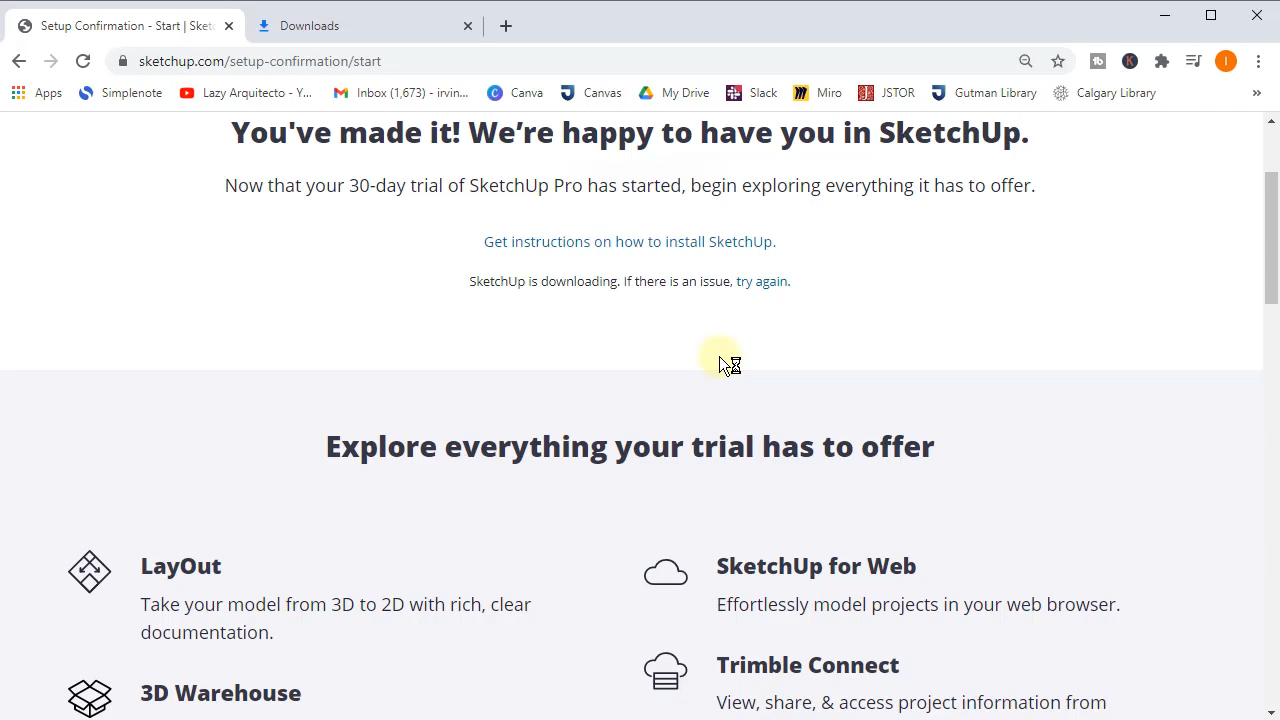 Setup Confirmation - Start | Sketc
Downloads
sketchup.com/setup-confirmation/start
Apps
Simplenote
Lazy Arquitecto - Y...
Inbox (1,673) - irvin...
Canva
Canvas
My Drive
Slack
Miro
JSTOR
Gutman Library
Calgary Library
»
You've made it! We’re happy to have you in SketchUp.
Now that your 30-day trial of SketchUp Pro has started, begin exploring everything it has to offer.
Get instructions on how to install SketchUp.
SketchUp is downloading. If there is an issue, try again.
Explore everything your trial has to offer
LayOut
Take your model from 3D to 2D with rich, clear
documentation.
3D Warehouse
SketchUp for Web
Effortlessly model projects in your web browser.
Trimble Connect
View, share, & access project information from